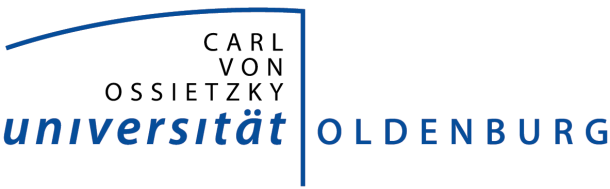 CARL
VON
OSSIETZKY
universität OLDENBURG